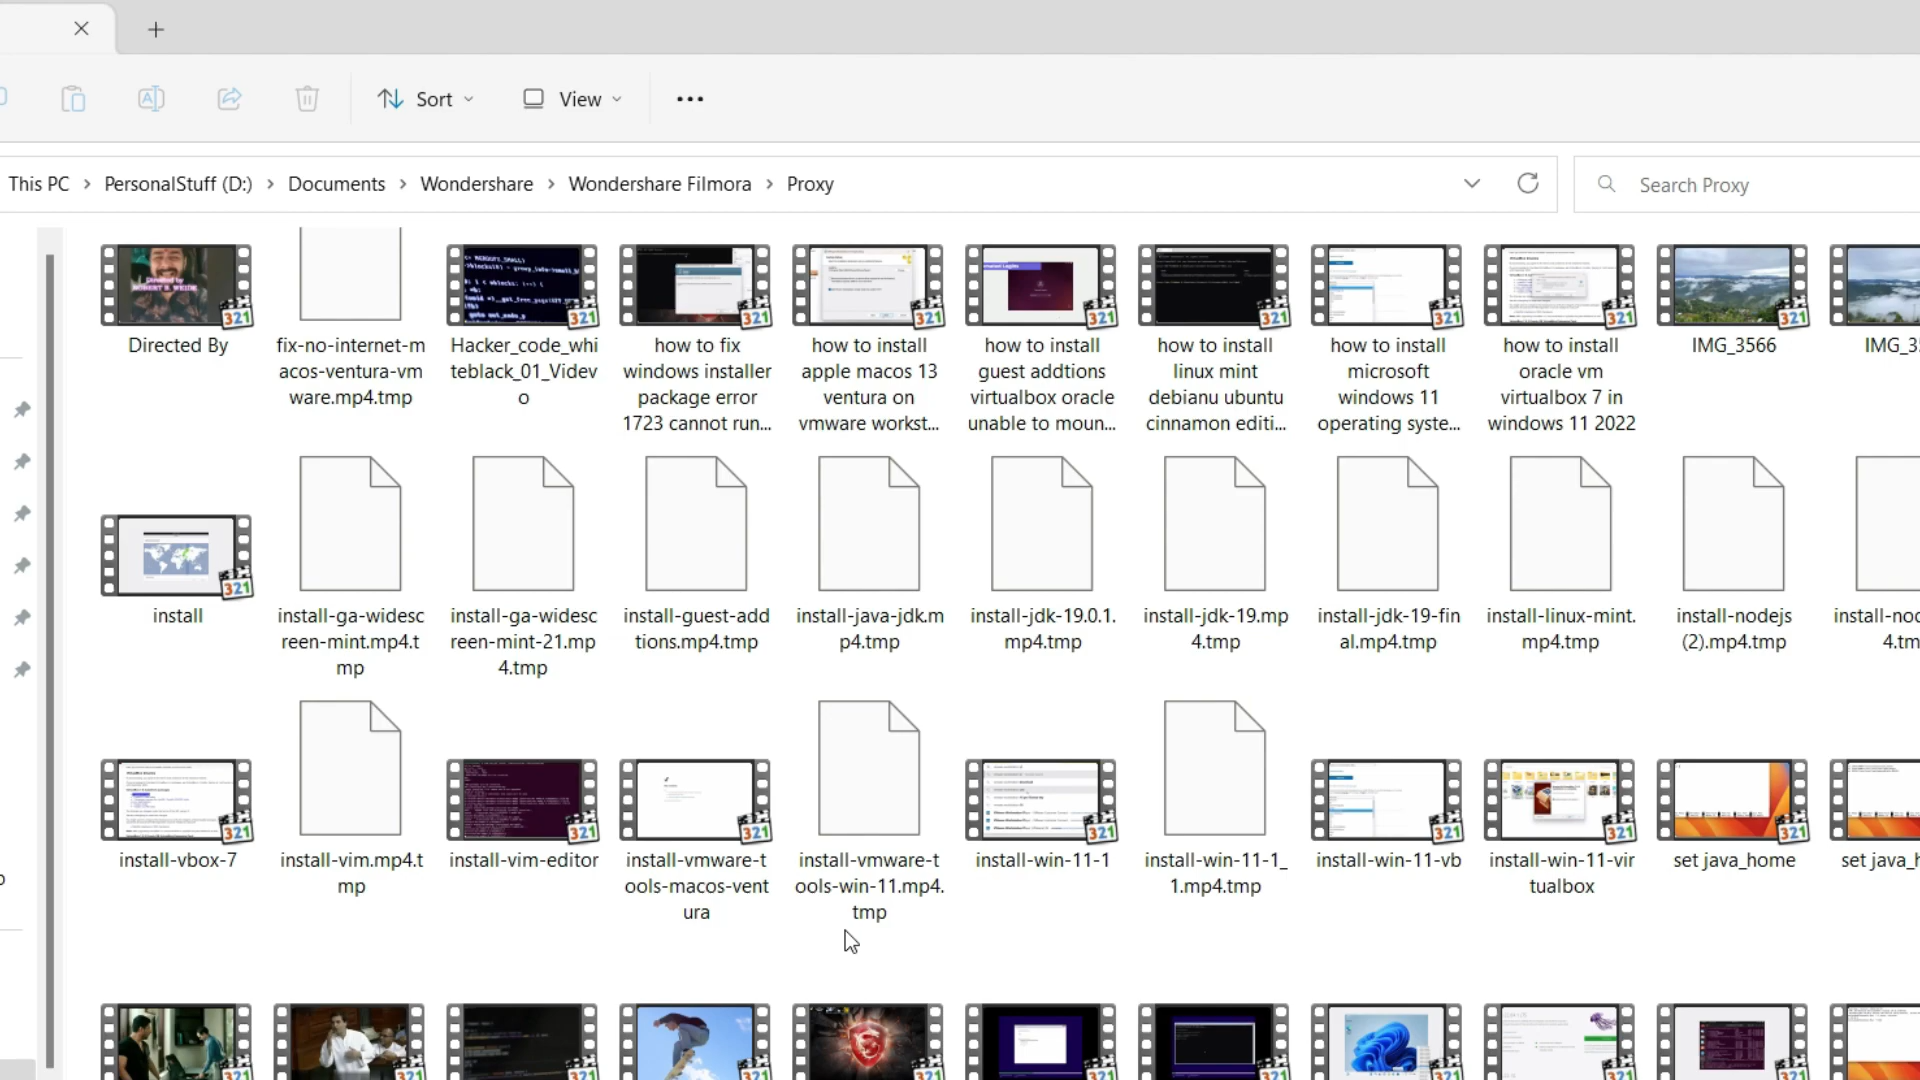 Sort
View
This PC > PersonalStuff (D:) > Documents > Wondershare > Wondershare Filmora > Proxy
Search Proxy
Directed By
fix-no-internet-m
acos-ventura-vm
ware.mp4.tmp
Hacker_code_whi
teblack_01_Videv
o
how to fix
windows installer
package error
1723 cannot run...
how to install
apple macos 13
ventura on
vmware workst...
how to install
guest addtions
virtualbox oracle
unable to moun...
how to install
linux mint
debianu ubuntu
cinnamon editi...
how to install
microsoft
windows 11
operating syste...
how to install
oracle vm
virtualbox 7 in
windows 11 2022
IMG_3566
install
install-ga-widesc
reen-mint.mp4.t
mp
install-ga-widesc
reen-mint-21.mp
4.tmp
install-guest-add
tions.mp4.tmp
install-java-jdk.m
p4.tmp
install-jdk-19.0.1.
mp4.tmp
install-jdk-19.mp
4.tmp
install-jdk-19-fin
al.mp4.tmp
install-linux-mint.
mp4.tmp
install-nodejs
(2).mp4.tmp
install-vbox-7
install-vim.mp4.t
mp
install-vim-editor
install-vmware-t
ools-macos-vent
ura
install-vmware-t
ools-win-11.mp4.
tmp
install-win-11-1
install-win-11-1_
1.mp4.tmp
install-win-11-vb
install-win-11-vir
tualbox
set java_home
set java_